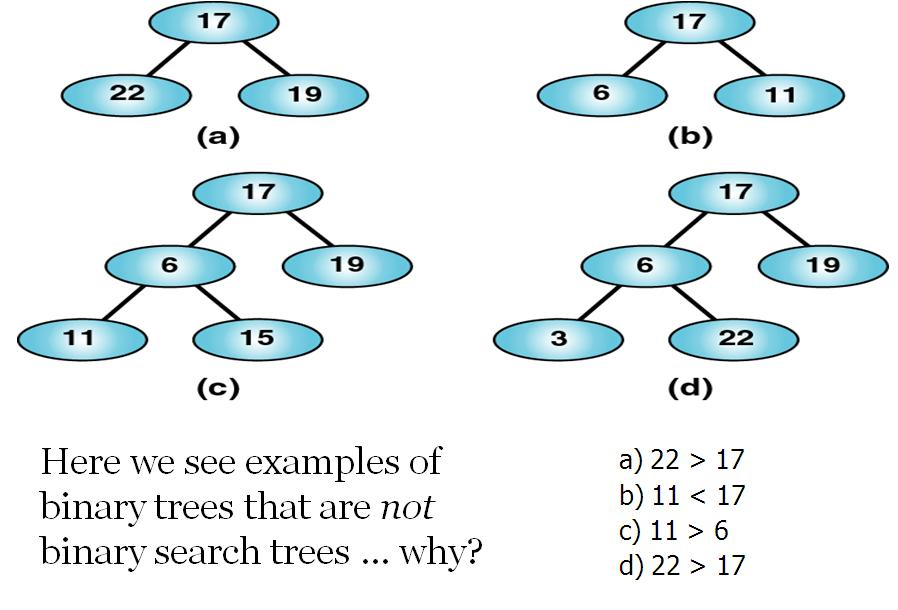 17 17
22 19 6 11
(a) (b)
17 17
6 19 6 19
11 15 3 22
(c) (d)
Here we see examples of
binary trees that are not
binary search trees ... why?
a) 22 > 17
b) 11 < 17
c) 11 > 6
d) 22 > 17